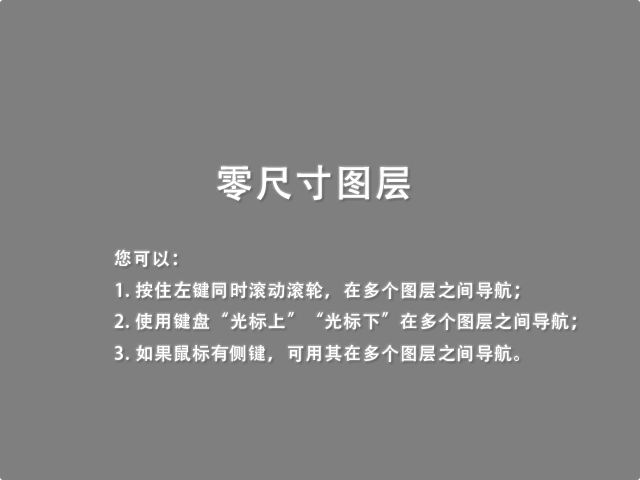 零尺寸图层
您可以：
1. 按住左键同时滚动滚轮，在多个图层之间导航；
2. 使用键盘“光标上”“光标下”在多个图层之间导航；
3. 如果鼠标有侧键，可用其在多个图层之间导航。